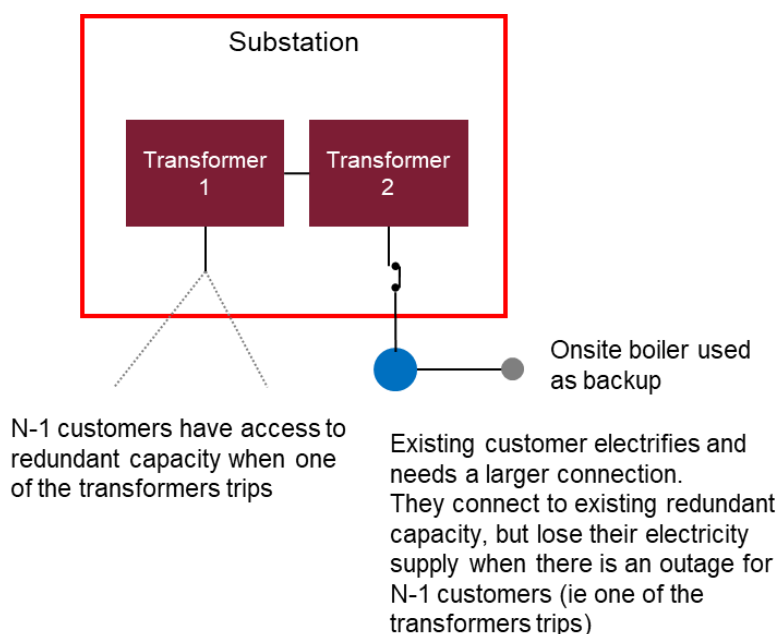 Substation
Transformer
1
Transformer
2
Onsite boiler used
as backup
N-1 customers have access to
redundant capacity when one
of the transformers trips
Existing customer electrifies and
needs a larger connection.
They connect to existing redundant
capacity, but lose their electricity
supply when there is an outage for
N-1 customers (ie one of the
transformers trips)